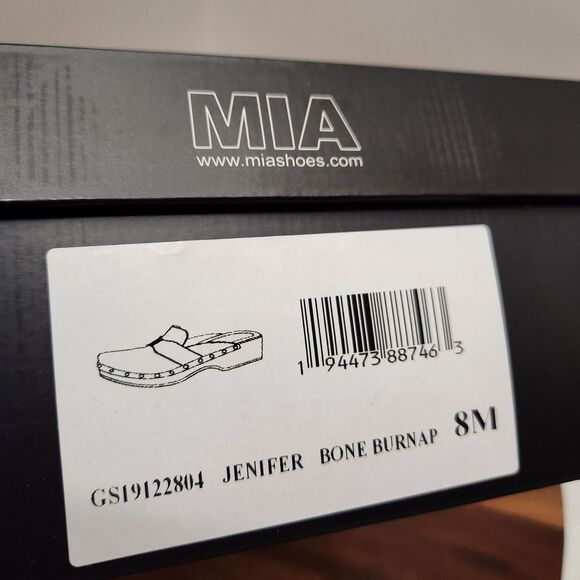 MIA
www.miashoes.com
1 94473 88746 3
GS19122804 JENIFER BONE BURNAP 8M